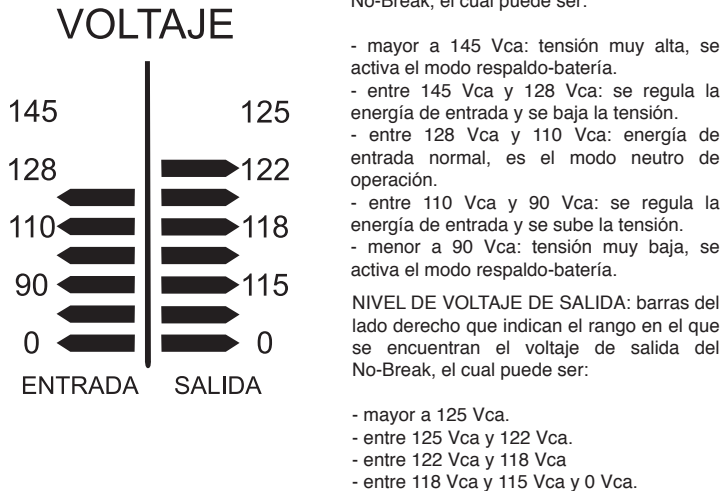 VOLTAJE
145 125
128 122
110 118
90 115
0 0
ENTRADA SALIDA
No-Break, el cual puede ser:
- mayor a 145 Vca: tensión muy alta, se
activa el modo respaldo-batería.
- entre 145 Vca y 128 Vca: se regula la
energía de entrada y se baja la tensión.
- entre 128 Vca y 110 Vca: energía de
entrada normal, es el modo neutro de
operación.
- entre 110 Vca y 90 Vca: se regula la
energía de entrada y se sube la tensión.
- menor a 90 Vca: tensión muy baja, se
activa el modo respaldo-batería.
NIVEL DE VOLTAJE DE SALIDA: barras del
lado derecho que indican el rango en el que
se encuentran el voltaje de salida del
No-Break, el cual puede ser:
- mayor a 125 Vca.
- entre 125 Vca y 122 Vca.
- entre 122 Vca y 118 Vca
- entre 118 Vca y 115 Vca y 0 Vca.